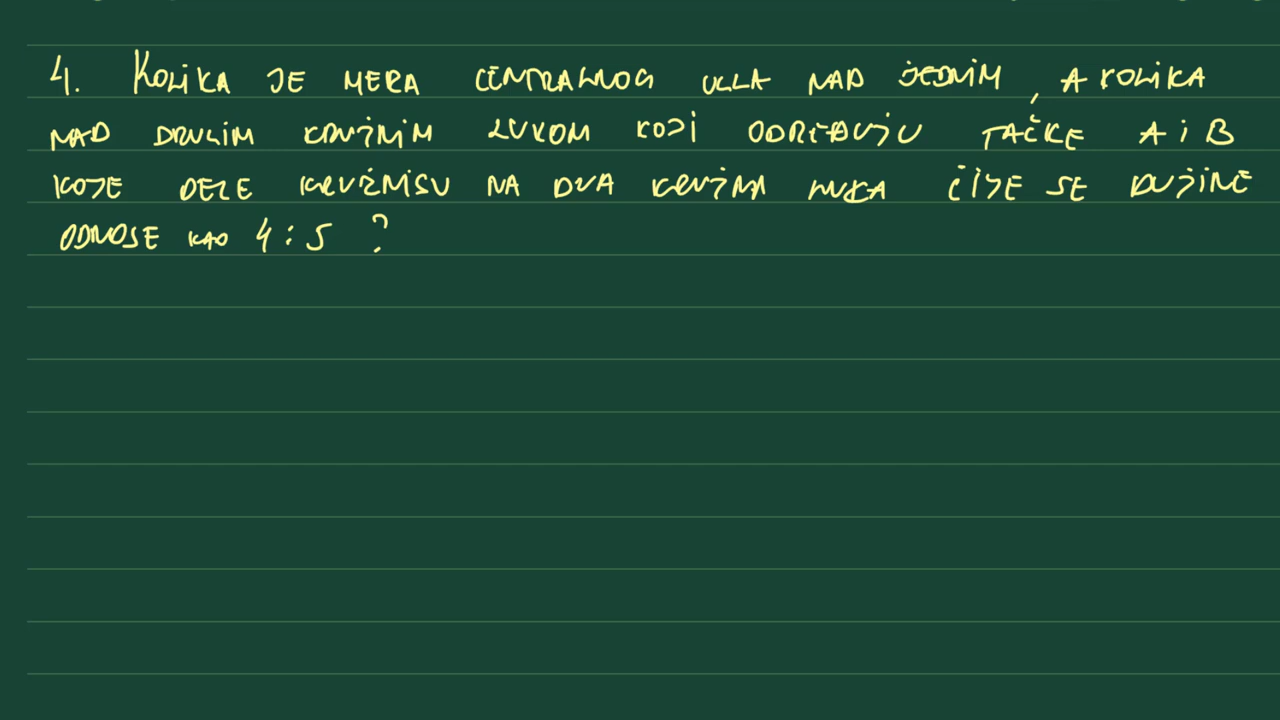 4. KOLIKA JE MERA CENTRALNOG UGLA NAD JEDNIM, A KOLIKA
NAD DRUGIM KRUŽNIM LUKOM KOJI ODREĐUJU TAČKE A I B
KOJE DELE KRUŽNICU NA DVA KRUŽNA LUKA ČIJE SE DUŽINE
ODNOSE KAO 4:5?